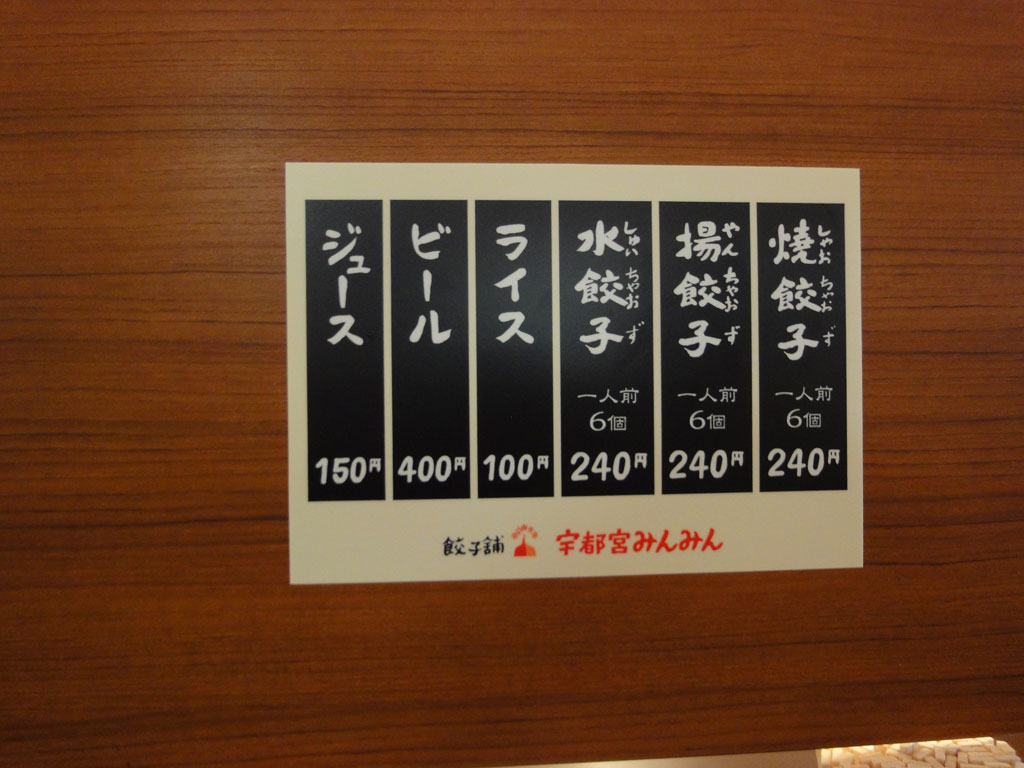 焼餃子
しゃおちゃおず
一人前
6個
240円
揚餃子
やんちゃおず
一人前
6個
240円
水餃子
しゅいちゃおず
一人前
6個
240円
ライス
100円
ビール
400円
ジュース
150円
餃子舗 宇都宮みんみん